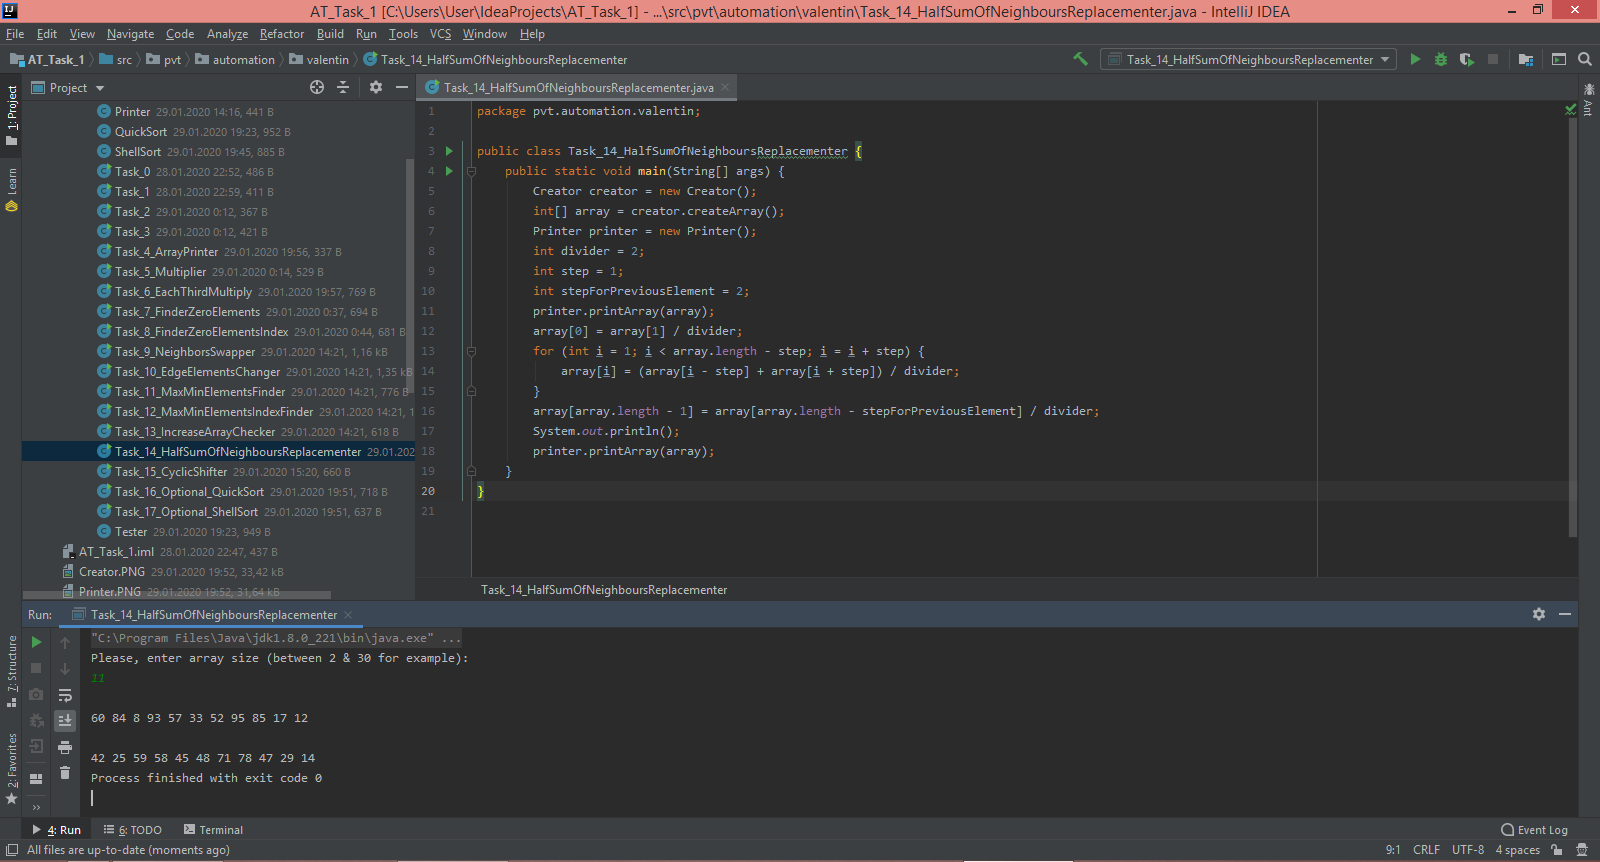 AT_Task_1 [C:\Users\User\IdeaProjects\AT_Task_1] - ...\src\pvt\automation\valentin\Task_14_HalfSumOfNeighboursReplacementer.java - IntelliJ IDEA
File Edit View Navigate Code Analyze Refactor Build Run Tools VCS Window Help
AT_Task_1 src pvt automation valentin Task_14_HalfSumOfNeighboursReplacementer
Task_14_HalfSumOfNeighboursReplacementer
1: Project
Learn
7: Structure
2: Favorites
Project
Printer 29.01.2020 14:16, 441 B
QuickSort 29.01.2020 19:23, 952 B
ShellSort 29.01.2020 19:45, 885 B
Task_0 28.01.2020 22:52, 486 B
Task_1 28.01.2020 22:59, 411 B
Task_2 29.01.2020 0:12, 367 B
Task_3 29.01.2020 0:12, 421 B
Task_4_ArrayPrinter 29.01.2020 19:56, 337 B
Task_5_Multiplier 29.01.2020 0:14, 529 B
Task_6_EachThirdMultiply 29.01.2020 19:57, 769 B
Task_7_FinderZeroElements 29.01.2020 0:37, 694 B
Task_8_FinderZeroElementsIndex 29.01.2020 0:44, 681 B
Task_9_NeighborsSwapper 29.01.2020 14:21, 1,16 kB
Task_10_EdgeElementsChanger 29.01.2020 14:21, 1,35 kB
Task_11_MaxMinElementsFinder 29.01.2020 14:21, 776 B
Task_12_MaxMinElementsIndexFinder 29.01.2020 14:21, 1
Task_13_IncreaseArrayChecker 29.01.2020 14:21, 618 B
Task_14_HalfSumOfNeighboursReplacementer 29.01.202
Task_15_CyclicShifter 29.01.2020 15:20, 660 B
Task_16_Optional_QuickSort 29.01.2020 19:51, 718 B
Task_17_Optional_ShellSort 29.01.2020 19:51, 637 B
Tester 29.01.2020 19:23, 949 B
AT_Task_1.iml 28.01.2020 22:47, 437 B
Creator.PNG 29.01.2020 19:52, 33,42 kB
Printer.PNG 29.01.2020 19:52, 31,64 kB
Task_14_HalfSumOfNeighboursReplacementer.java
1 package pvt.automation.valentin;
2
3 public class Task_14_HalfSumOfNeighboursReplacementer {
4 public static void main(String[] args) {
5 Creator creator = new Creator();
6 int[] array = creator.createArray();
7 Printer printer = new Printer();
8 int divider = 2;
9 int step = 1;
10 int stepForPreviousElement = 2;
11 printer.printArray(array);
12 array[0] = array[1] / divider;
13 for (int i = 1; i < array.length - step; i = i + step) {
14 array[i] = (array[i - step] + array[i + step]) / divider;
15 }
16 array[array.length - 1] = array[array.length - stepForPreviousElement] / divider;
17 System.out.println();
18 printer.printArray(array);
19 }
20 }
21
Task_14_HalfSumOfNeighboursReplacementer
Ant
Run: Task_14_HalfSumOfNeighboursReplacementer
"C:\Program Files\Java\jdk1.8.0_221\bin\java.exe" ...
Please, enter array size (between 2 & 30 for example):
11
60 84 8 93 57 33 52 95 85 17 12
42 25 59 58 45 48 71 78 47 29 14
Process finished with exit code 0
4: Run 6: TODO Terminal Event Log
All files are up-to-date (moments ago) 9:1 CRLF UTF-8 4 spaces